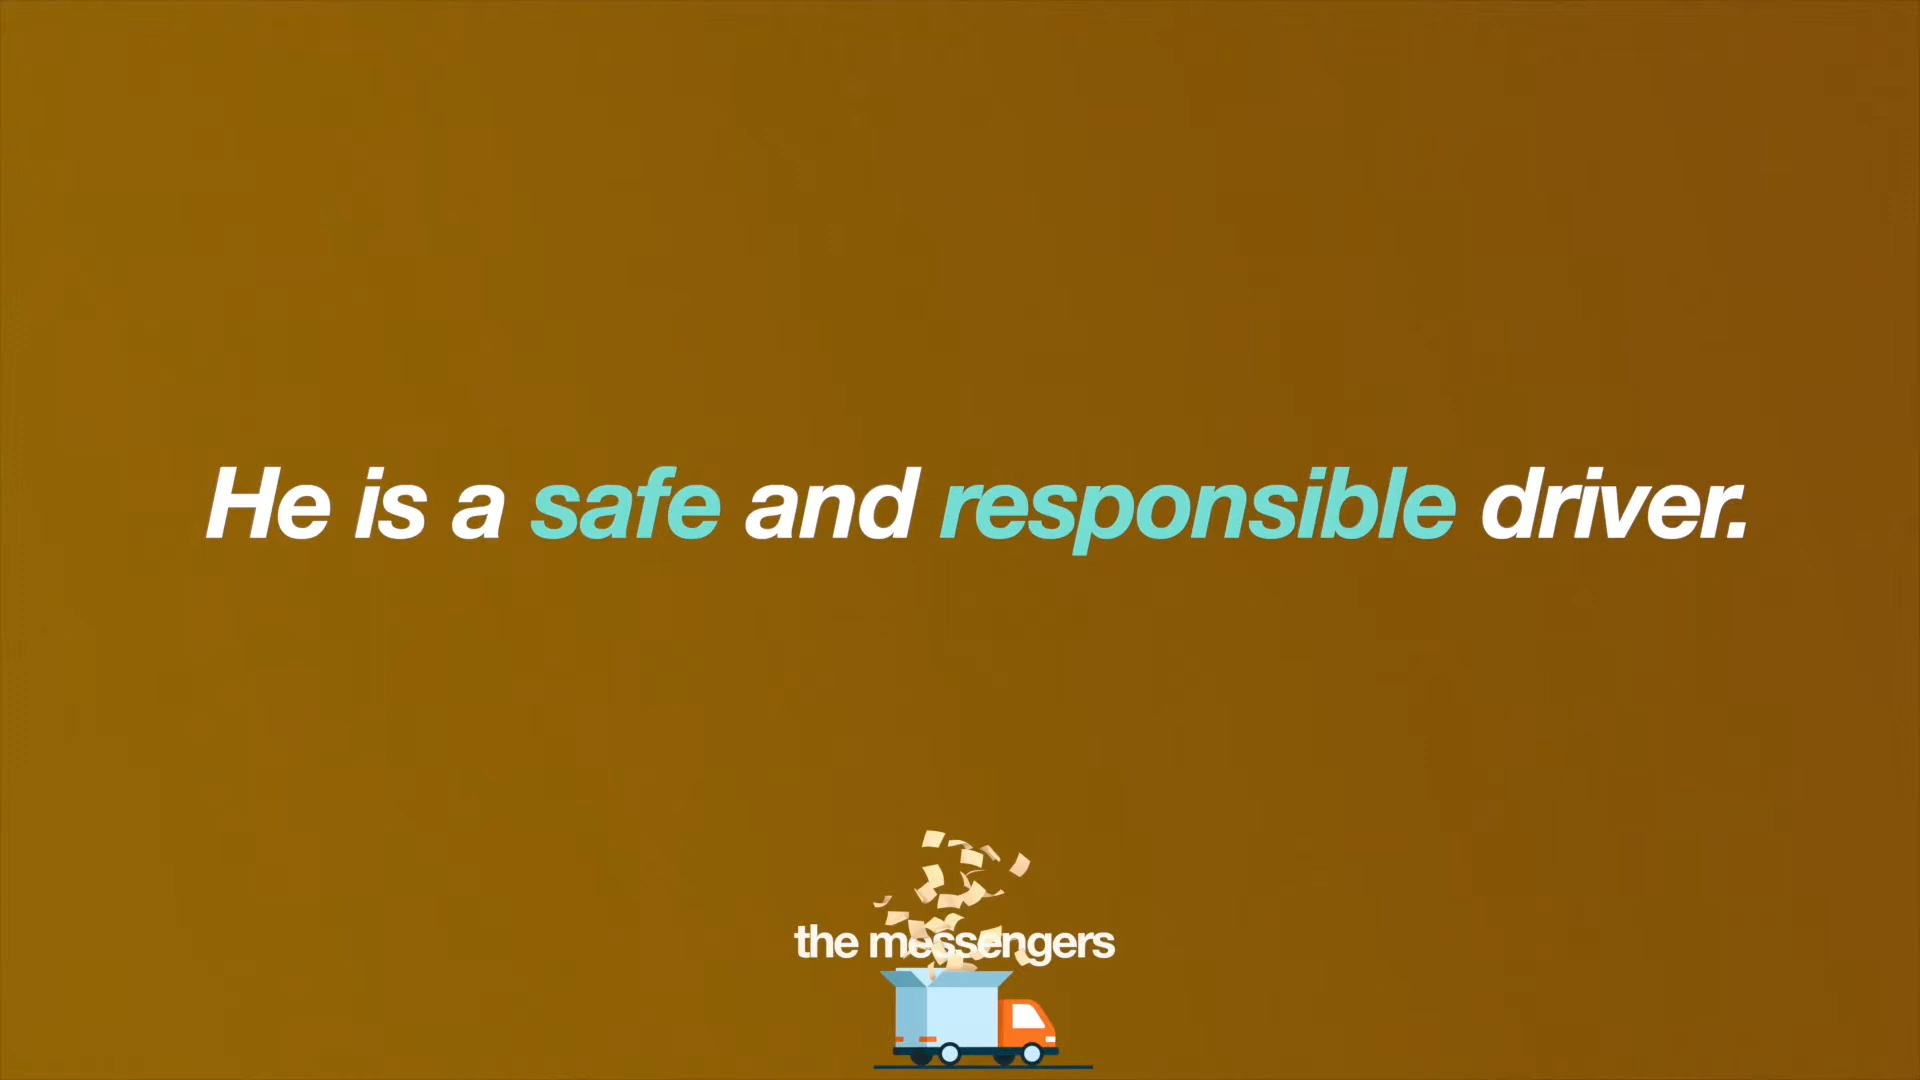 He is a safe and responsible driver.
the messengers